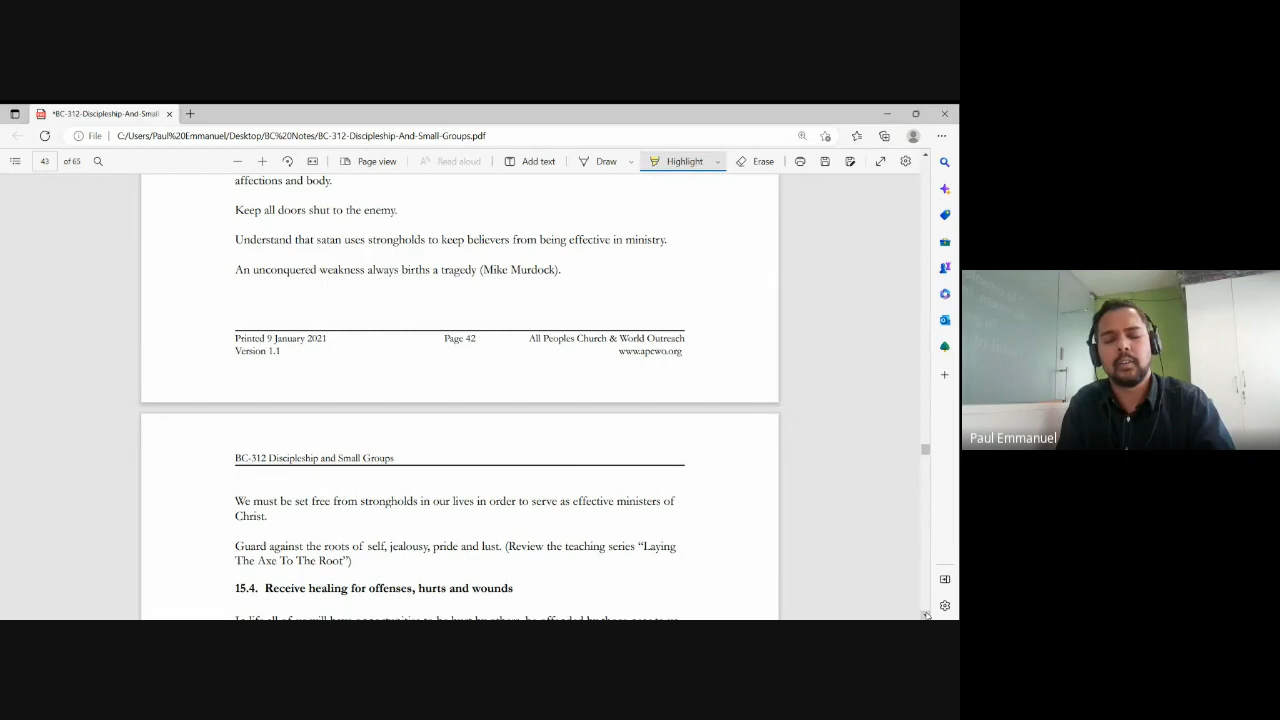 *BC-312-Discipleship-And-Small
File
C:/Users/Paul%20Emmanuel/Desktop/BC%20Notes/BC-312-Discipleship-And-Small-Groups.pdf
43 of 65
Page view
Read aloud
Add text
Draw
Highlight
Erase
affections and body.
Keep all doors shut to the enemy.
Understand that satan uses strongholds to keep believers from being effective in ministry.
An unconquered weakness always births a tragedy (Mike Murdock).
Printed 9 January 2021 Page 42 All Peoples Church & World Outreach
Version 1.1 www.apcwo.org
BC-312 Discipleship and Small Groups
We must be set free from strongholds in our lives in order to serve as effective ministers of
Christ.
Guard against the roots of self, jealousy, pride and lust. (Review the teaching series “Laying
The Axe To The Root”)
15.4. Receive healing for offenses, hurts and wounds
Paul Emmanuel